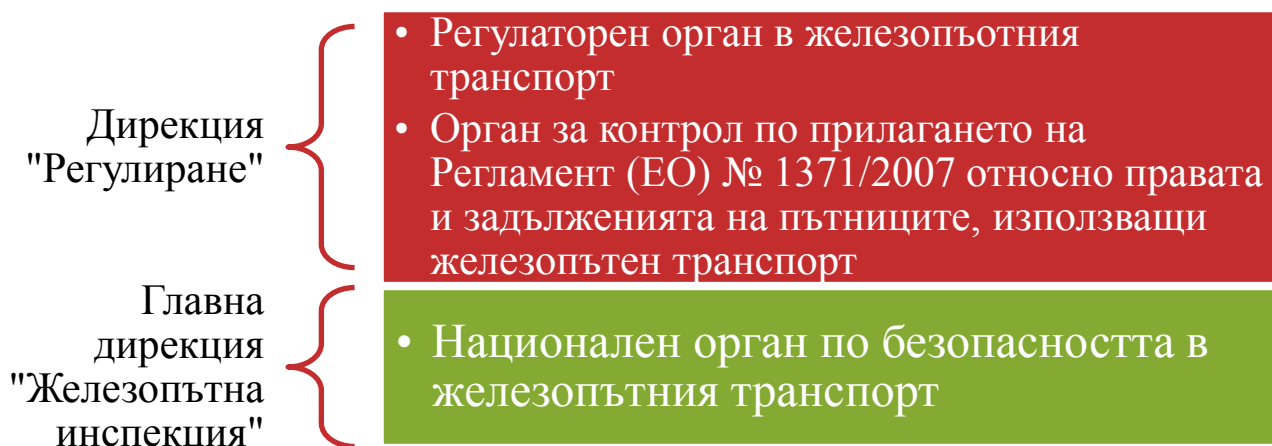 Дирекция
"Регулиране"
• Регулаторен орган в железопъотния
транспорт
• Орган за контрол по прилагането на
Регламент (ЕО) № 1371/2007 относно правата
и задълженията на пътниците, използващи
железопътен транспорт
Главна
дирекция
"Железопътна
инспекция"
• Национален орган по безопасността в
железопътния транспорт